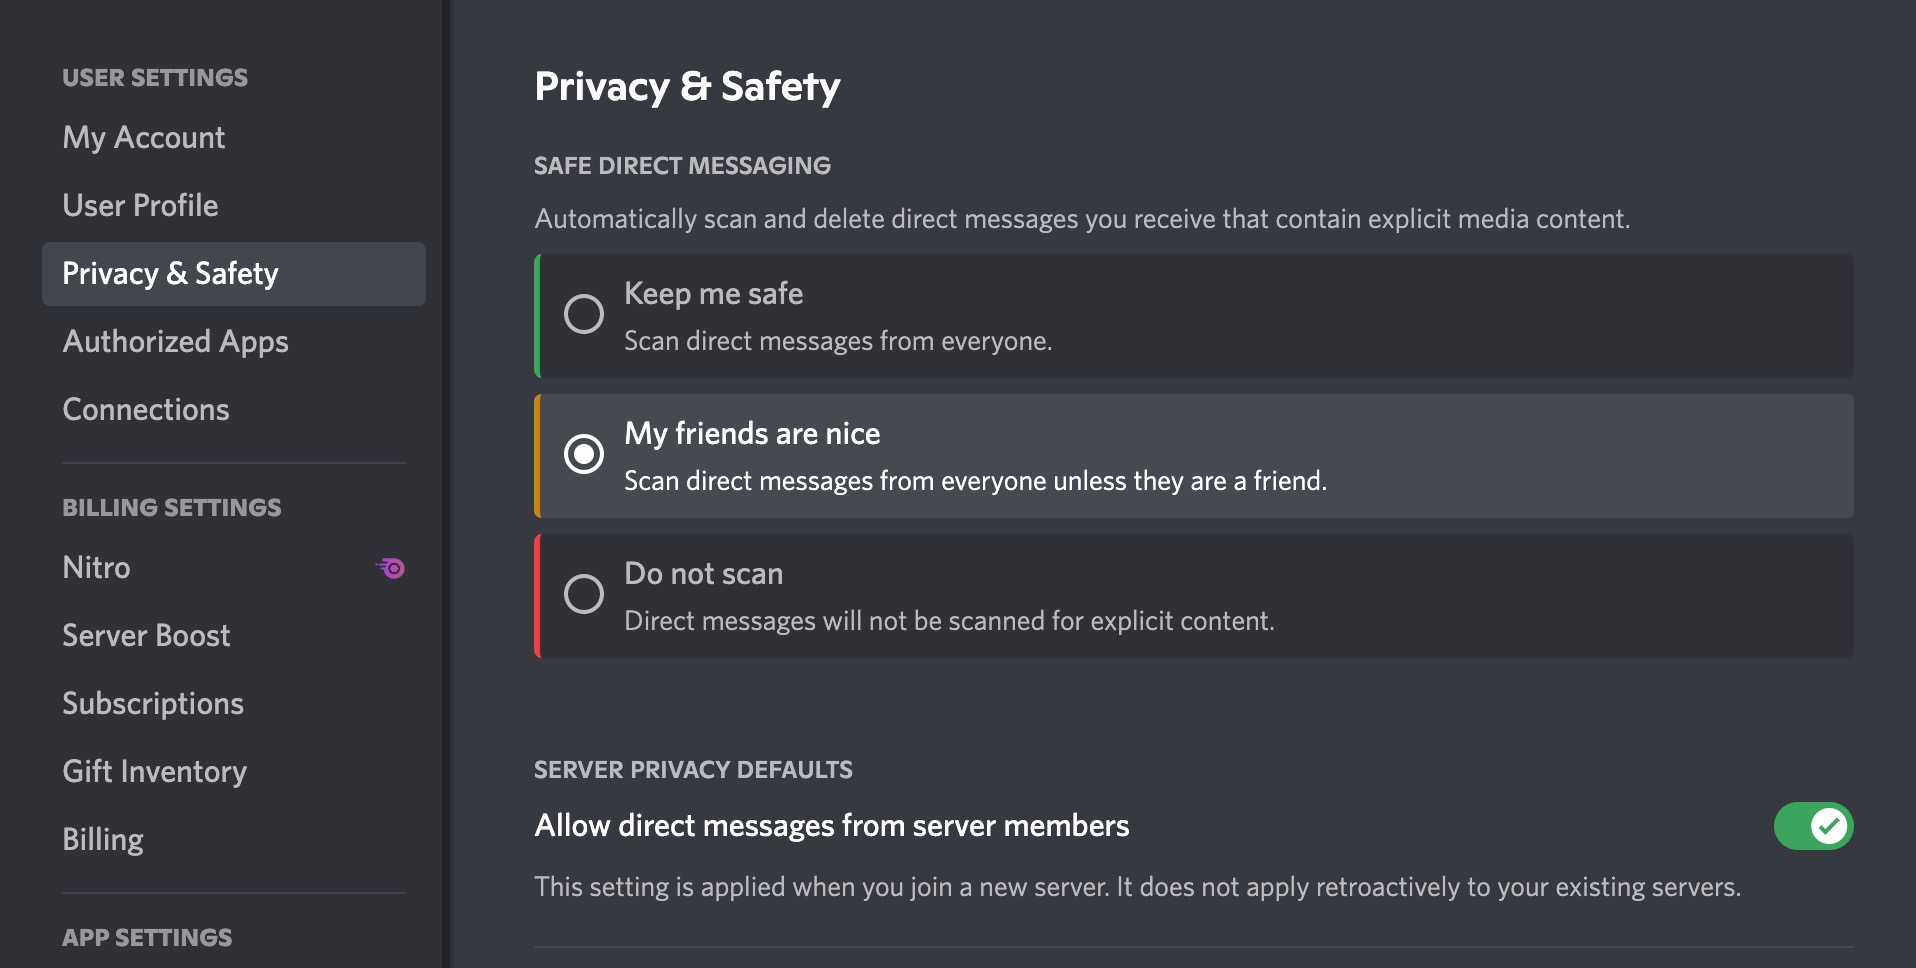 USER SETTINGS
My Account
User Profile
Privacy & Safety
Authorized Apps
Connections
BILLING SETTINGS
Nitro
Server Boost
Subscriptions
Gift Inventory
Billing
APP SETTINGS
Privacy & Safety
SAFE DIRECT MESSAGING
Automatically scan and delete direct messages you receive that contain explicit media content.
Keep me safe
Scan direct messages from everyone.
My friends are nice
Scan direct messages from everyone unless they are a friend.
Do not scan
Direct messages will not be scanned for explicit content.
SERVER PRIVACY DEFAULTS
Allow direct messages from server members
This setting is applied when you join a new server. It does not apply retroactively to your existing servers.